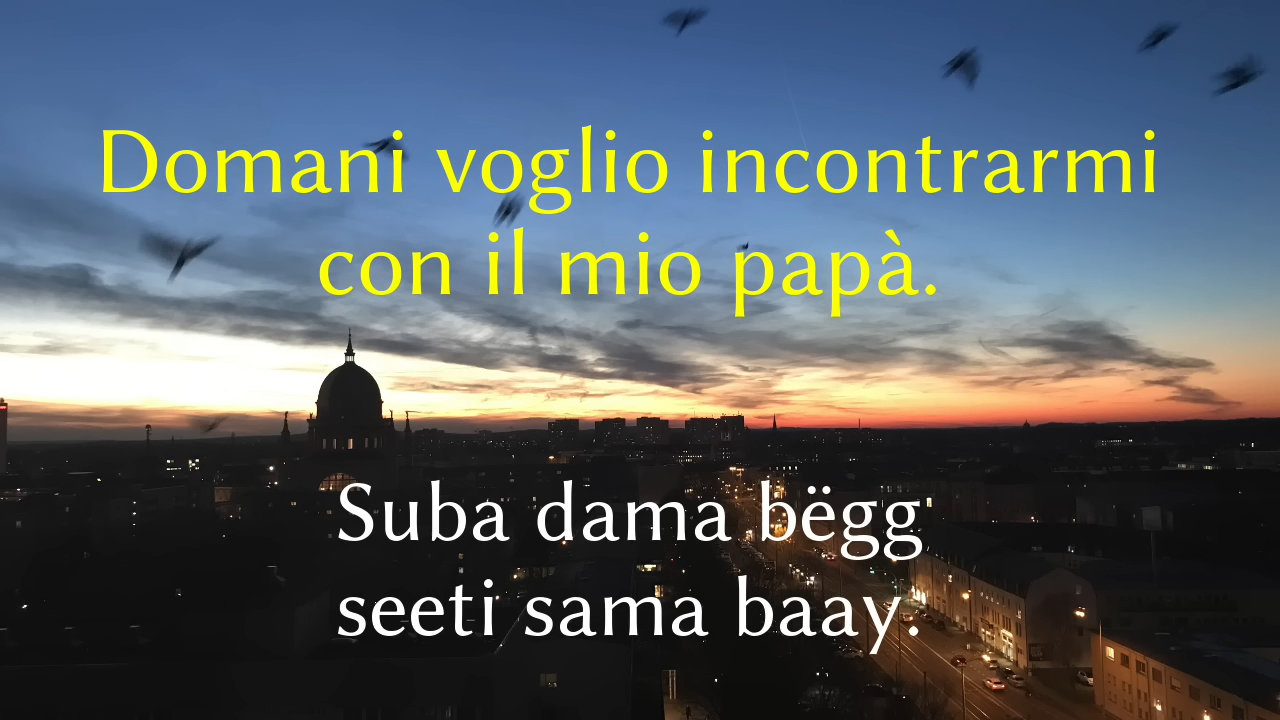 Domani voglio incontrarmi
con il mio papà.
Suba dama bëgg
seeti sama baay.